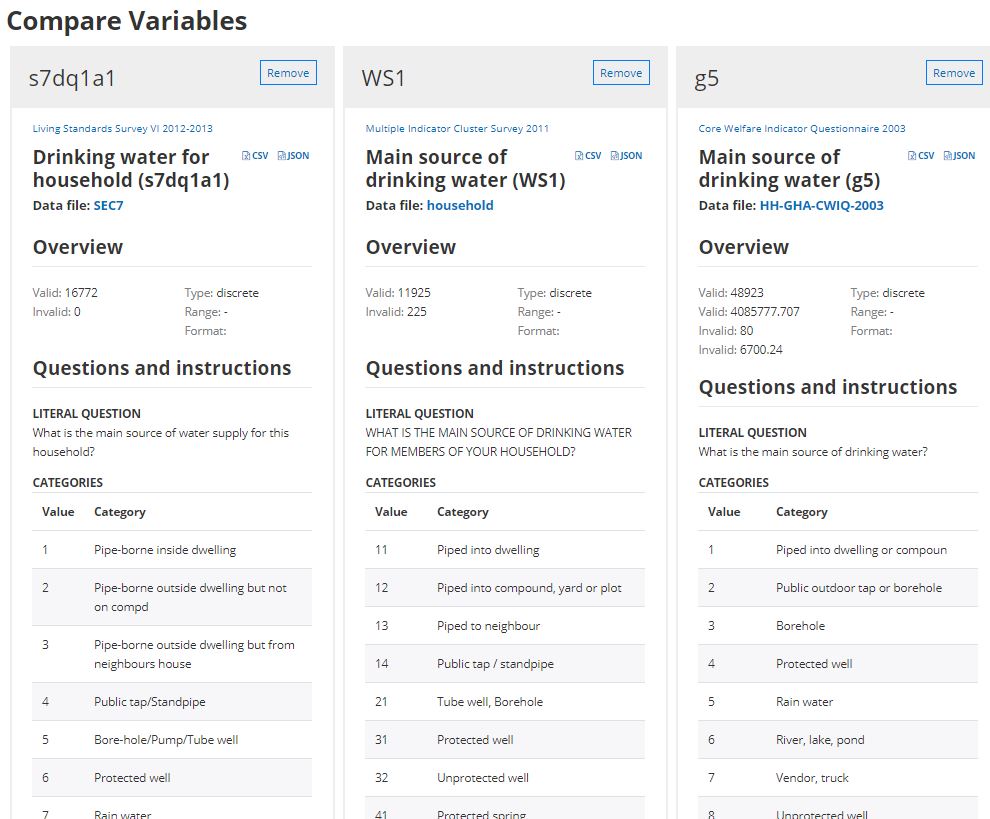 Compare Variables
s7dq1a1
Remove
Living Standards Survey VI 2012-2013
Drinking water for
household (s7dq1a1)
CSV JSON
Data file: SEC7
Overview
Valid: 16772
Invalid: 0
Type: discrete
Range: -
Format:
Questions and instructions
LITERAL QUESTION
What is the main source of water supply for this
household?
CATEGORIES
Value Category
1 Pipe-borne inside dwelling
2 Pipe-borne outside dwelling but not
on compd
3 Pipe-borne outside dwelling but from
neighbours house
4 Public tap/Standpipe
5 Bore-hole/Pump/Tube well
6 Protected well
7 Rain water
WS1
Remove
Multiple Indicator Cluster Survey 2011
Main source of
drinking water (WS1)
CSV JSON
Data file: household
Overview
Valid: 11925
Invalid: 225
Type: discrete
Range: -
Format:
Questions and instructions
LITERAL QUESTION
WHAT IS THE MAIN SOURCE OF DRINKING WATER
FOR MEMBERS OF YOUR HOUSEHOLD?
CATEGORIES
Value Category
11 Piped into dwelling
12 Piped into compound, yard or plot
13 Piped to neighbour
14 Public tap / standpipe
21 Tube well, Borehole
31 Protected well
32 Unprotected well
41 Protected spring
g5
Remove
Core Welfare Indicator Questionnaire 2003
Main source of
drinking water (g5)
CSV JSON
Data file: HH-GHA-CWIQ-2003
Overview
Valid: 48923
Valid: 4085777.707
Invalid: 80
Invalid: 6700.24
Type: discrete
Range: -
Format:
Questions and instructions
LITERAL QUESTION
What is the main source of drinking water?
CATEGORIES
Value Category
1 Piped into dwelling or compoun
2 Public outdoor tap or borehole
3 Borehole
4 Protected well
5 Rain water
6 River, lake, pond
7 Vendor, truck
8 Unprotected well